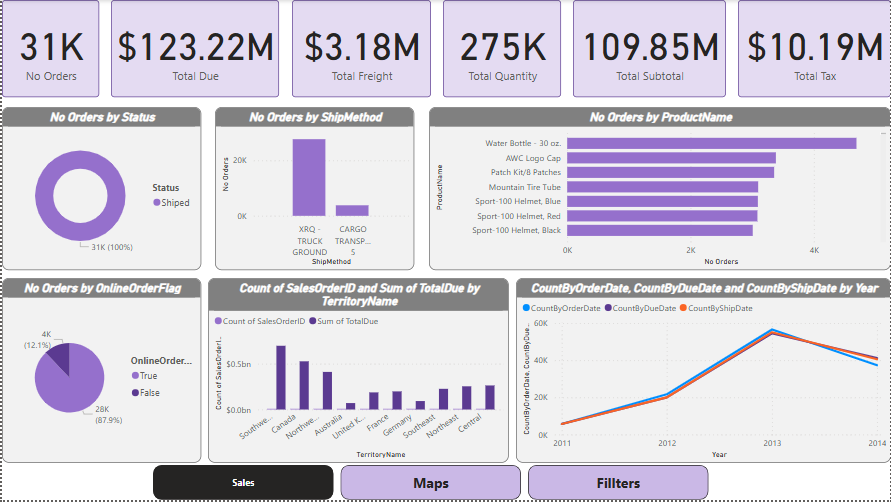 31K
No Orders
$123.22M
Total Due
$3.18M
Total Freight
275K
Total Quantity
109.85M
Total Subtotal
$10.19M
Total Tax
No Orders by Status
Status
Shiped
31K (100%)
No Orders by ShipMethod
No Orders
20K
0K
XRQ -
TRUCK
GROUND
CARGO
TRANSP...
5
ShipMethod
No Orders by ProductName
ProductName
Water Bottle - 30 oz.
AWC Logo Cap
Patch Kit/8 Patches
Mountain Tire Tube
Sport-100 Helmet, Blue
Sport-100 Helmet, Red
Sport-100 Helmet, Black
0K
2K
4K
No Orders
No Orders by OnlineOrderFlag
4K
(12.1%)
28K
(87.9%)
OnlineOrder...
True
False
Count of SalesOrderID and Sum of TotalDue by
TerritoryName
Count of SalesOrderID
Sum of TotalDue
Count of SalesOrderI...
$0.5bn
$0.0bn
Southwe...
Canada
Northwe...
Australia
United K...
France
Germany
Southeast
Northeast
Central
TerritoryName
CountByOrderDate, CountByDueDate and CountByShipDate by Year
CountByOrderDate
CountByDueDate
CountByShipDate
CountByOrderDate, CountByDue...
60K
40K
20K
0K
2011
2012
2013
2014
Year
Sales
Maps
Fillters